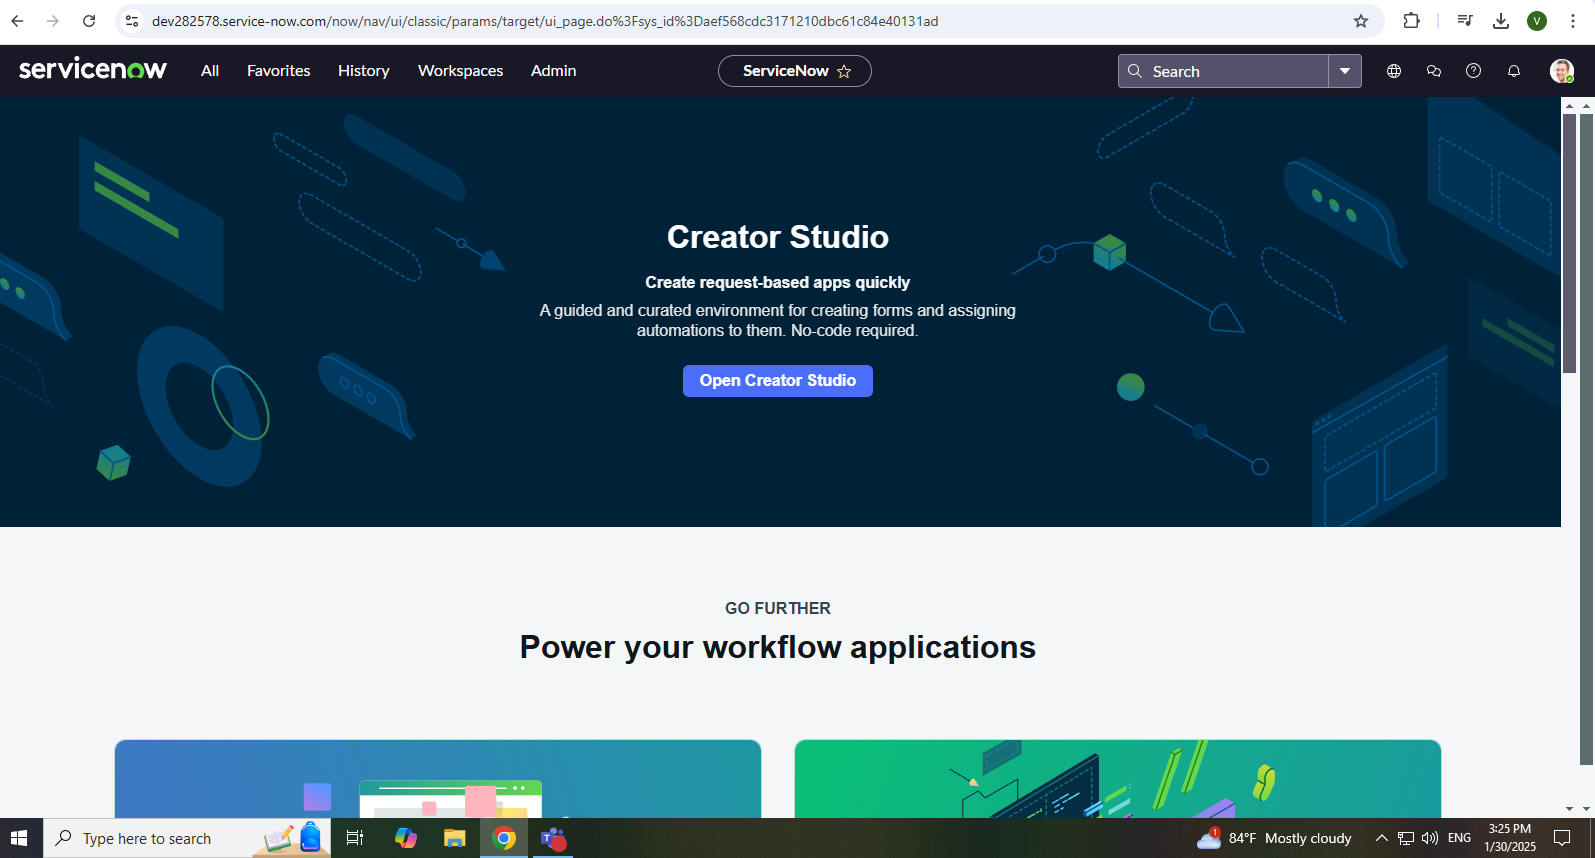 dev282578.service-now.com/now/nav/ui/classic/params/target/ui_page.do%3Fsys_id%3Daef568cdc3171210dbc61c84e40131ad
V
servicenow All Favorites History Workspaces Admin ServiceNow Search
Creator Studio
Create request-based apps quickly
A guided and curated environment for creating forms and assigning
automations to them. No-code required.
Open Creator Studio
GO FURTHER
Power your workflow applications
Type here to search
1 84°F Mostly cloudy ENG
3:25 PM
1/30/2025